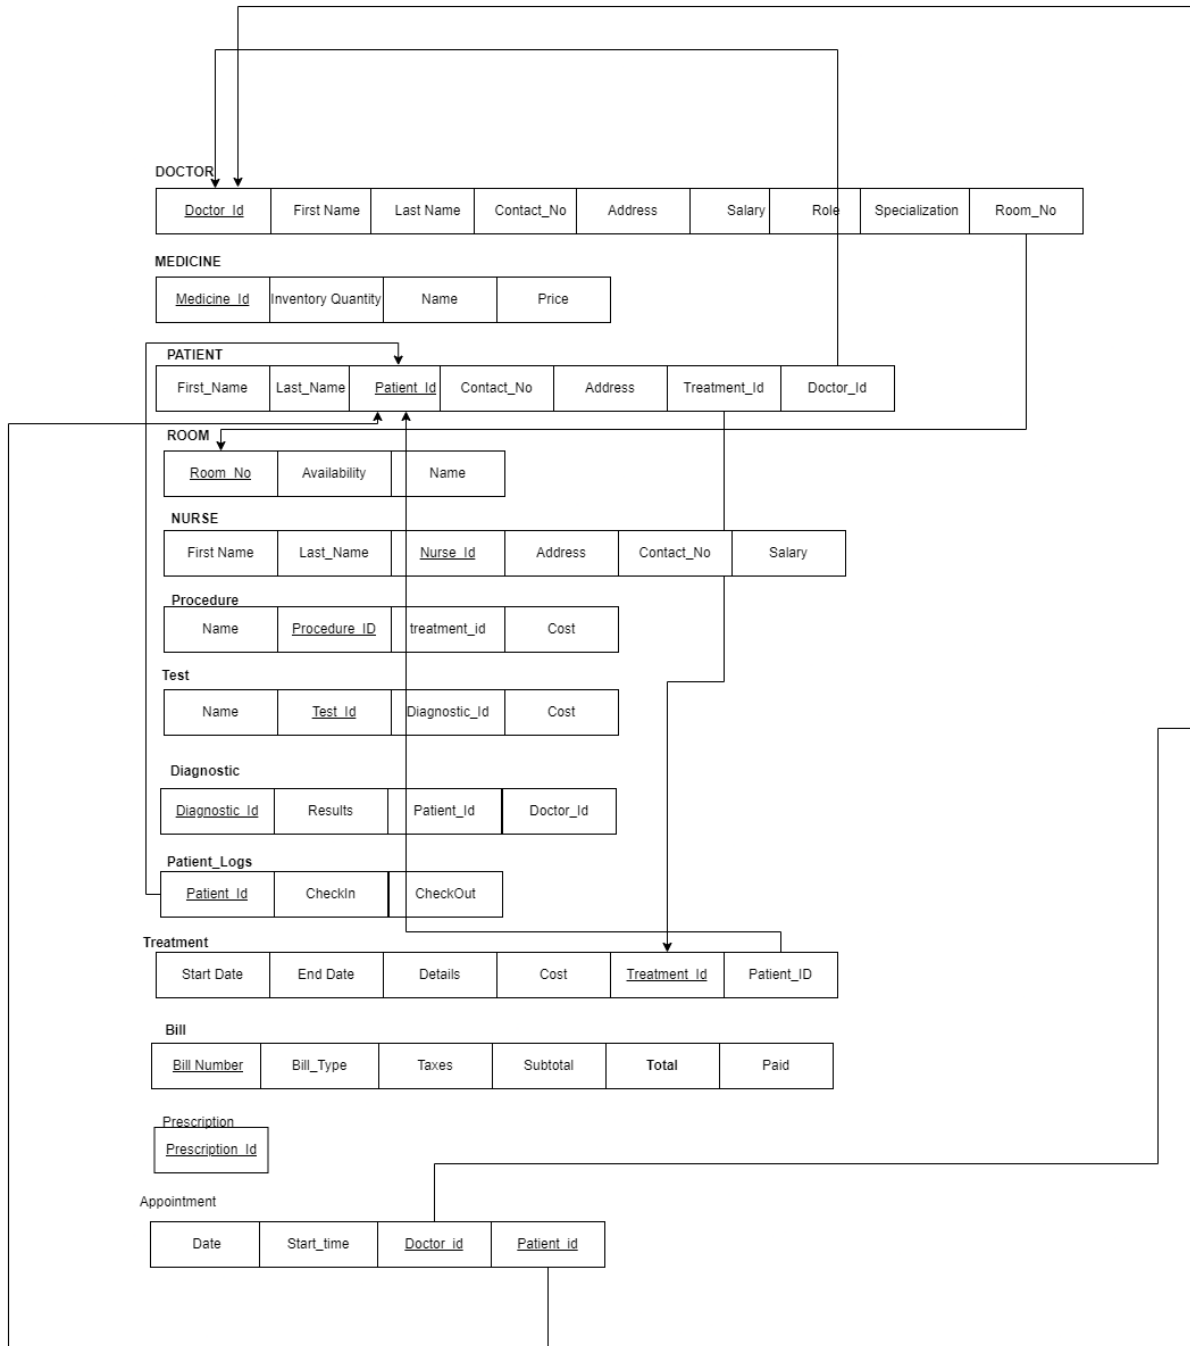 DOCTOR
Doctor_Id First Name Last Name Contact_No Address Salary Role Specialization Room_No
MEDICINE
Medicine_Id Inventory Quantity Name Price
PATIENT
First_Name Last_Name Patient_Id Contact_No Address Treatment_Id Doctor_Id
ROOM
Room_No Availability Name
NURSE
First Name Last_Name Nurse_Id Address Contact_No Salary
Procedure
Name Procedure_ID treatment_id Cost
Test
Name Test_Id Diagnostic_Id Cost
Diagnostic
Diagnostic_Id Results Patient_Id Doctor_Id
Patient_Logs
Patient_Id CheckIn CheckOut
Treatment
Start Date End Date Details Cost Treatment_Id Patient_ID
Bill
Bill Number Bill_Type Taxes Subtotal Total Paid
Prescription
Prescription_Id
Appointment
Date Start_time Doctor_id Patient_id